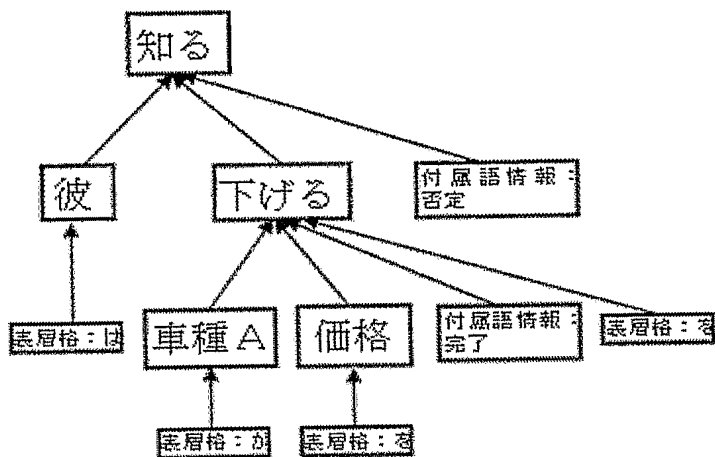 知る
彼
下げる
付属語情報：
否定
表層格：は
車種A
価格
付属語情報：
完了
表層格：を
表層格：が
表層格：を